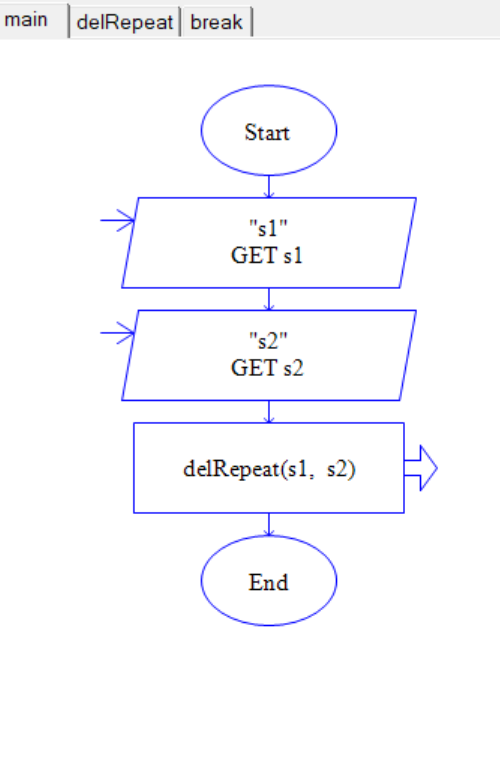 main delRepeat break
Start
"s1"
GET s1
"s2"
GET s2
delRepeat(s1, s2)
End